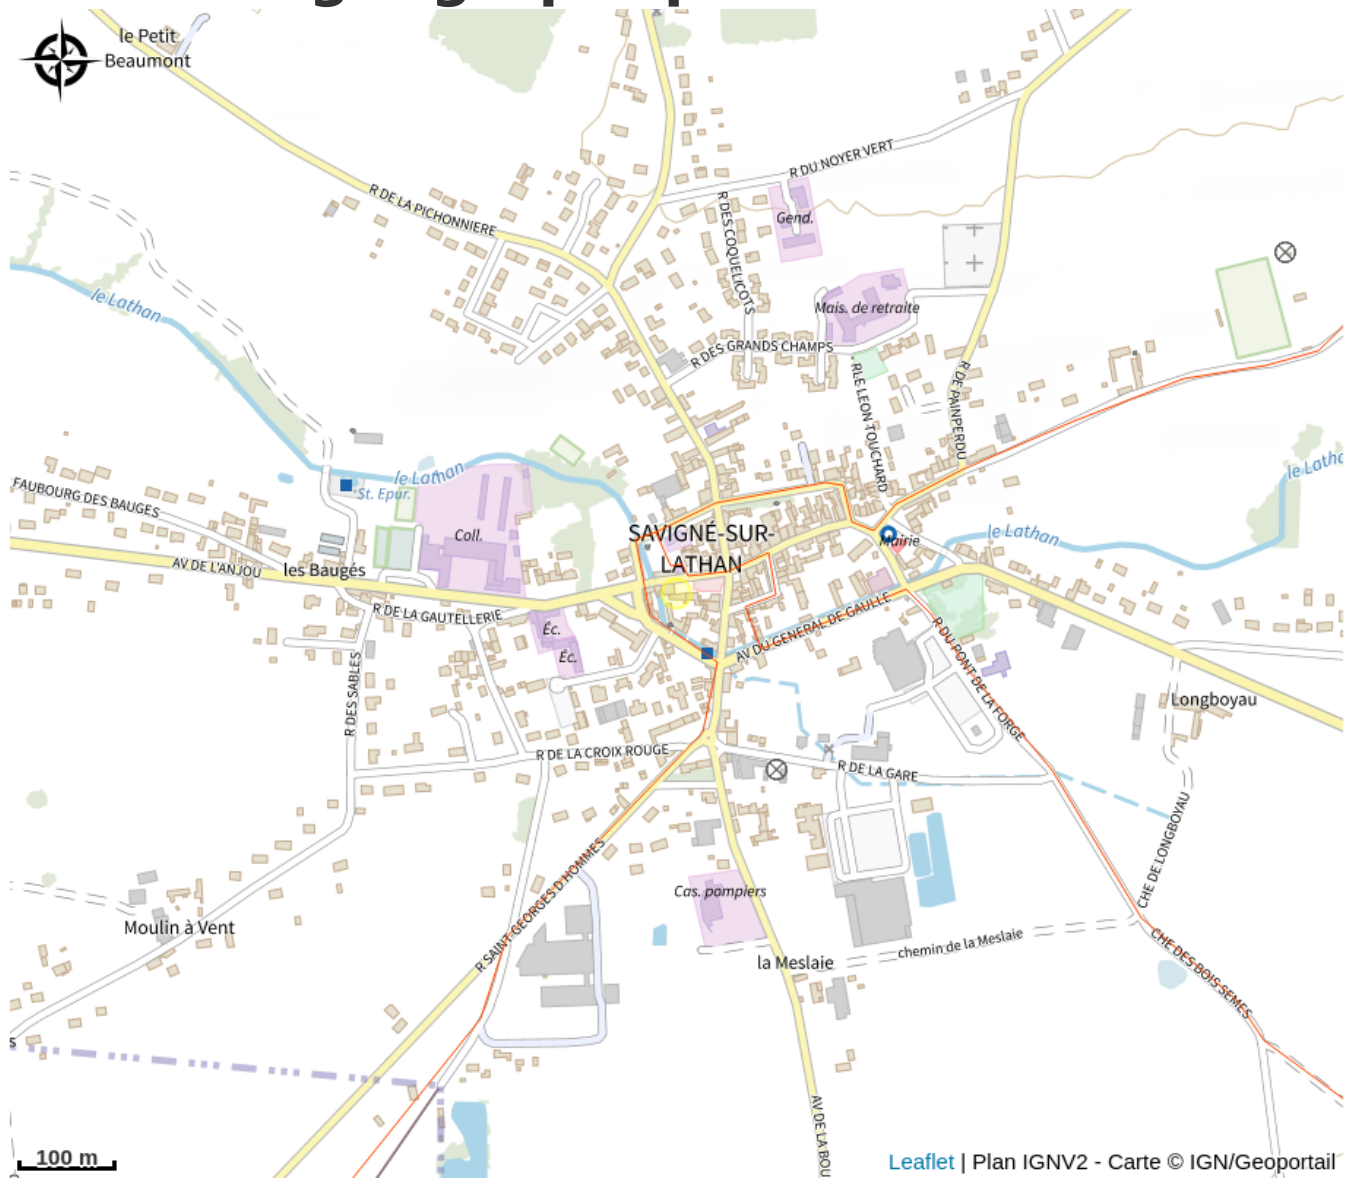 le Petit
Beaumont
R DU NOYER VERT
R DE LA PICHONNIERE
R DES COQUELICOTS
Gend.
le Lathan
Mais. de retraite
R DES GRANDS CHAMPS
RLE LEON TOUCHARD
R DE PAINPERDU
le Lathan
St. Epur.
FAUBOURG DES BAUGES
Coll.
SAVIGNÉ-SUR-
LATHAN
Mairie
le Lathan
AV DE L'ANJOU
les Baugés
R DE LA GAUTELLERIE
Éc.
Éc.
AV DU GENERAL DE GAULLE
R DU PONT DE LA FORGE
R DES SABLES
Longboyau
R DE LA CROIX ROUGE
R DE LA GARE
CHE DE LONGBOYAU
R SAINT-GEORGES D'HOMMES
Cas. pompiers
Moulin à Vent
la Meslaie
chemin de la Meslaie
CHE DES BOIS SEMES
AV DE LA BOU
100 m
Leaflet | Plan IGNV2 - Carte © IGN/Geoportail